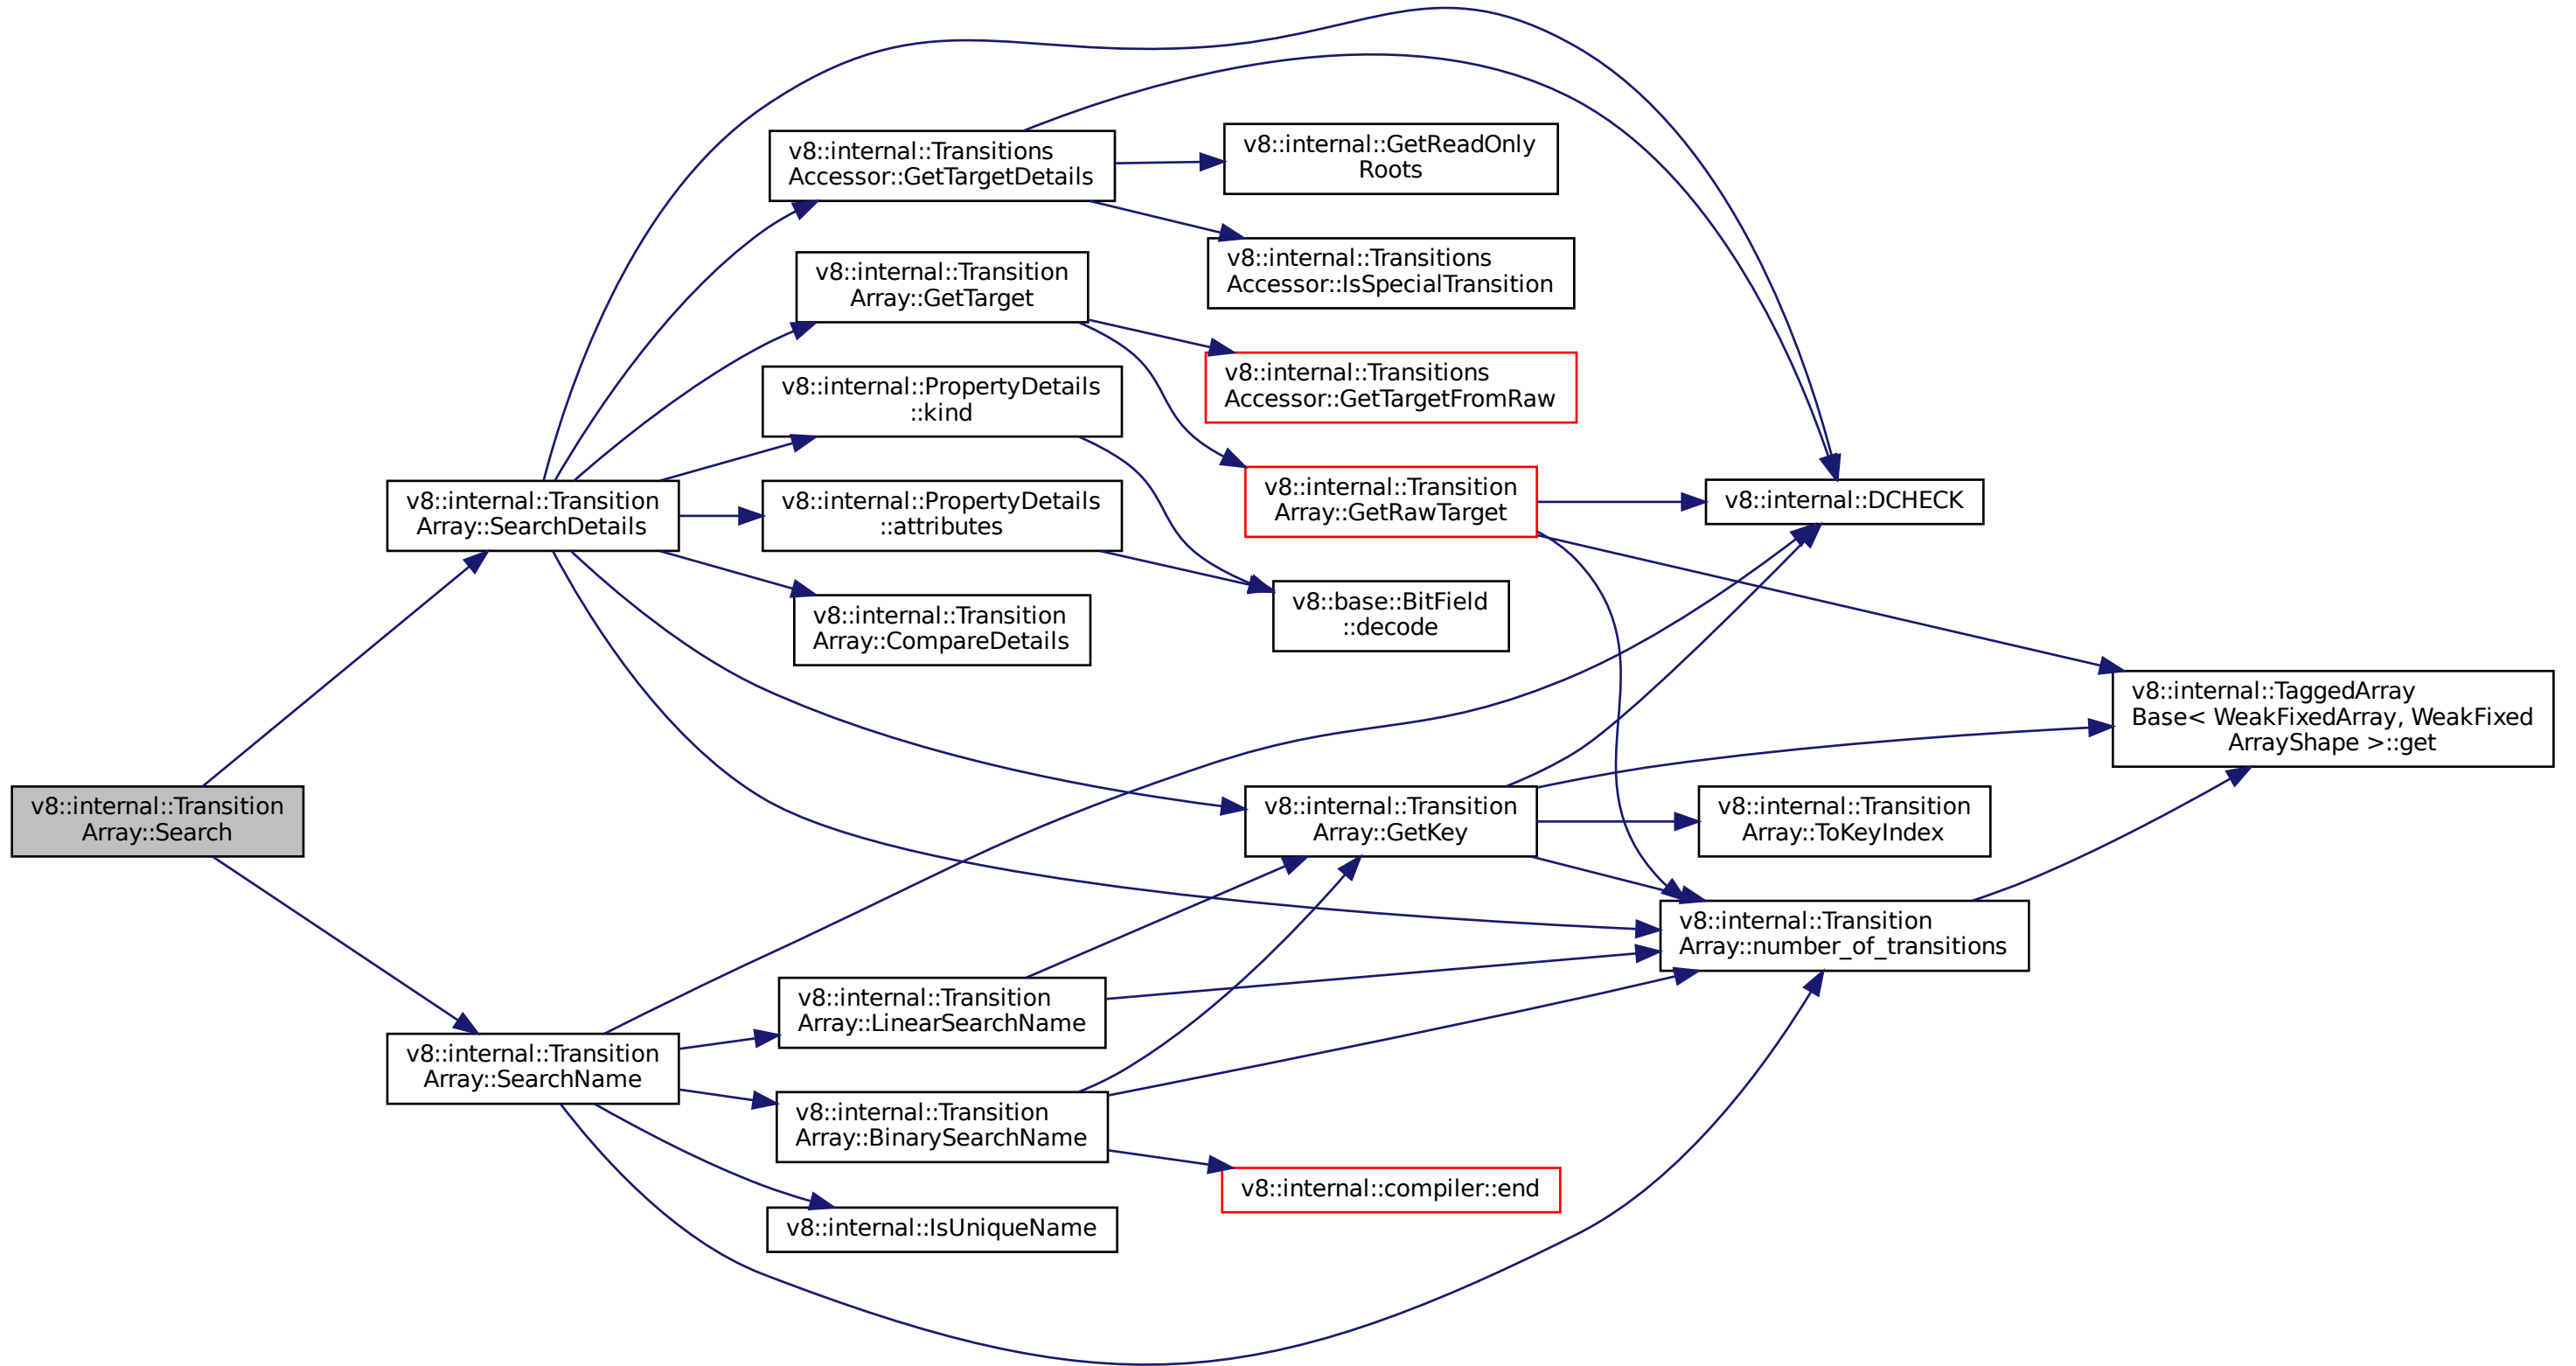 v8::internal::Transition
Array::Search
v8::internal::Transition
Array::SearchDetails
v8::internal::Transitions
Accessor::GetTargetDetails
v8::internal::GetReadOnly
Roots
v8::internal::Transitions
Accessor::IsSpecialTransition
v8::internal::Transition
Array::GetTarget
v8::internal::Transitions
Accessor::GetTargetFromRaw
v8::internal::PropertyDetails
::kind
v8::internal::Transition
Array::GetRawTarget
v8::internal::DCHECK
v8::internal::PropertyDetails
::attributes
v8::base::BitField
::decode
v8::internal::Transition
Array::CompareDetails
v8::internal::TaggedArray
Base< WeakFixedArray, WeakFixed
ArrayShape >::get
v8::internal::Transition
Array::GetKey
v8::internal::Transition
Array::ToKeyIndex
v8::internal::Transition
Array::number_of_transitions
v8::internal::Transition
Array::SearchName
v8::internal::Transition
Array::LinearSearchName
v8::internal::Transition
Array::BinarySearchName
v8::internal::compiler::end
v8::internal::IsUniqueName